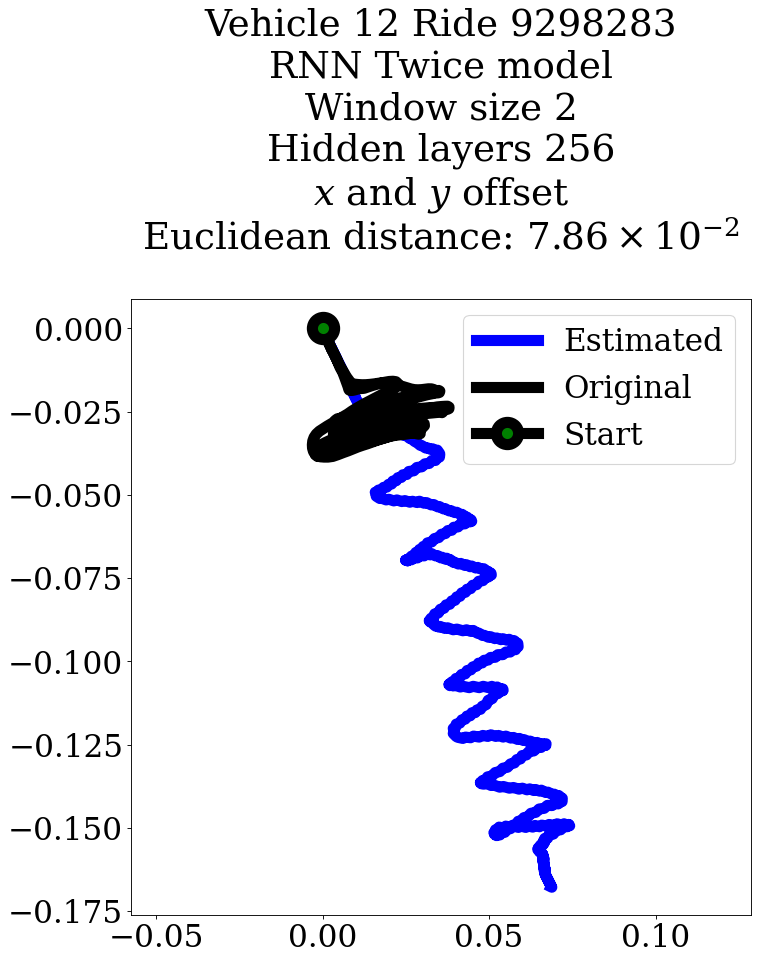 Vehicle 12 Ride 9298283
RNN Twice model
Window size 2
Hidden layers 256
x and y offset
Euclidean distance: 7.86 × 10⁻²
Estimated
Original
Start
0.000
−0.025
−0.050
−0.075
−0.100
−0.125
−0.150
−0.175
−0.05 0.00 0.05 0.10